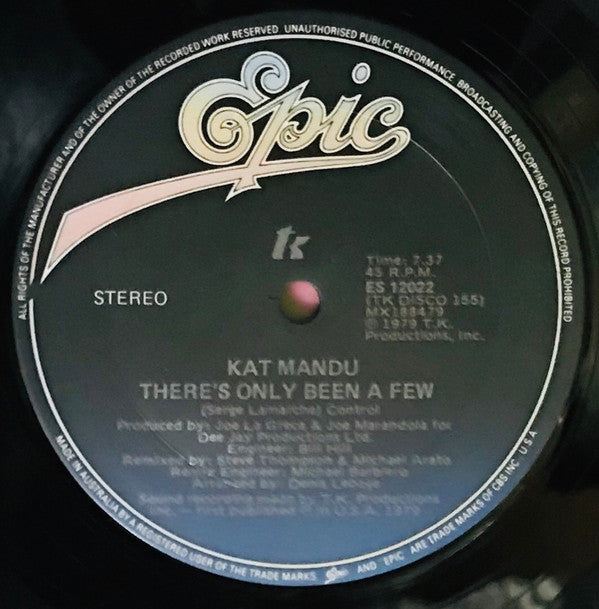 ALL RIGHTS OF THE MANUFACTURER AND OF THE OWNER OF THE RECORDED WORK RESERVED UNAUTHORISED PUBLIC PERFORMANCE BROADCASTING AND COPYING OF THIS RECORD PROHIBITED
Epic
tk
STEREO
Time: 7.37
45 R.P.M.
ES 12022
(TK DISCO 155)
MX188479
℗ 1979 T.K.
Productions, Inc.
KAT MANDU
THERE'S ONLY BEEN A FEW
(Serge Lamarche) Control
Produced by: Joe La Greca & Joe Marandola for
Dee Jay Productions Ltd.
Engineer: Bill Hill
Remixed by: Steve Thompson & Michael Arato
Remix Engineer: Michael Barbiero
Arranged by: Denis Lepage
Sound recording made by T.K. Productions
Inc. — first published in U.S.A. 1979
MADE IN AUSTRALIA BY A REGISTERED USER OF THE TRADE MARKS Epic AND EPIC ARE TRADE MARKS OF CBS INC USA